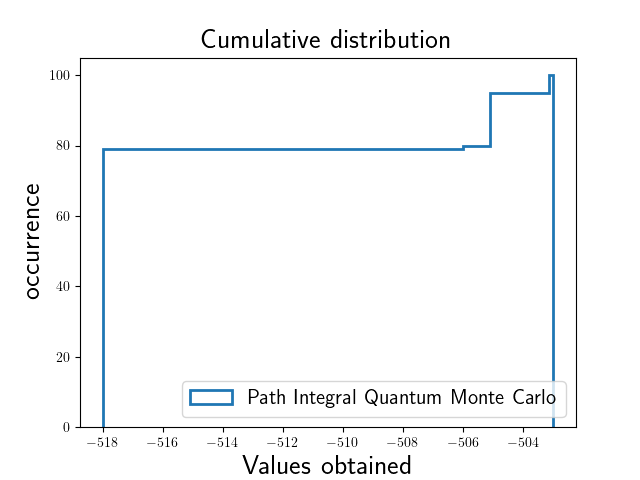 Cumulative distribution
occurrence
100
80
60
40
20
0
Path Integral Quantum Monte Carlo
−518 −516 −514 −512 −510 −508 −506 −504
Values obtained